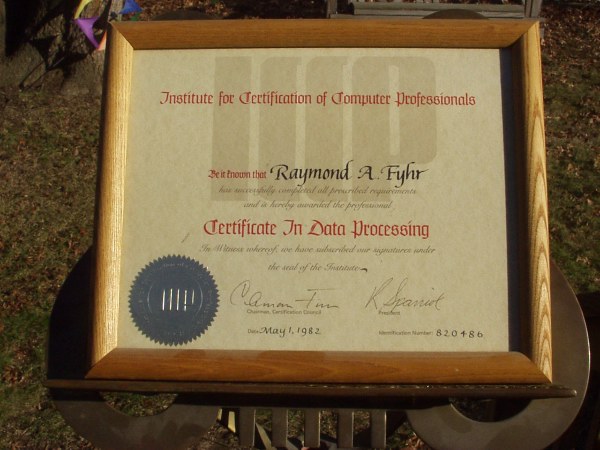 Institute for Certification of Computer Professionals
Be it known that Raymond A. Fyhr
has successfully completed all prescribed requirements
and is hereby awarded the professional
Certificate In Data Processing
In Witness whereof, we have subscribed our signatures under
the seal of the Institute
Chairman, Certification Council President
Date May 1, 1982 Identification Number: 820486